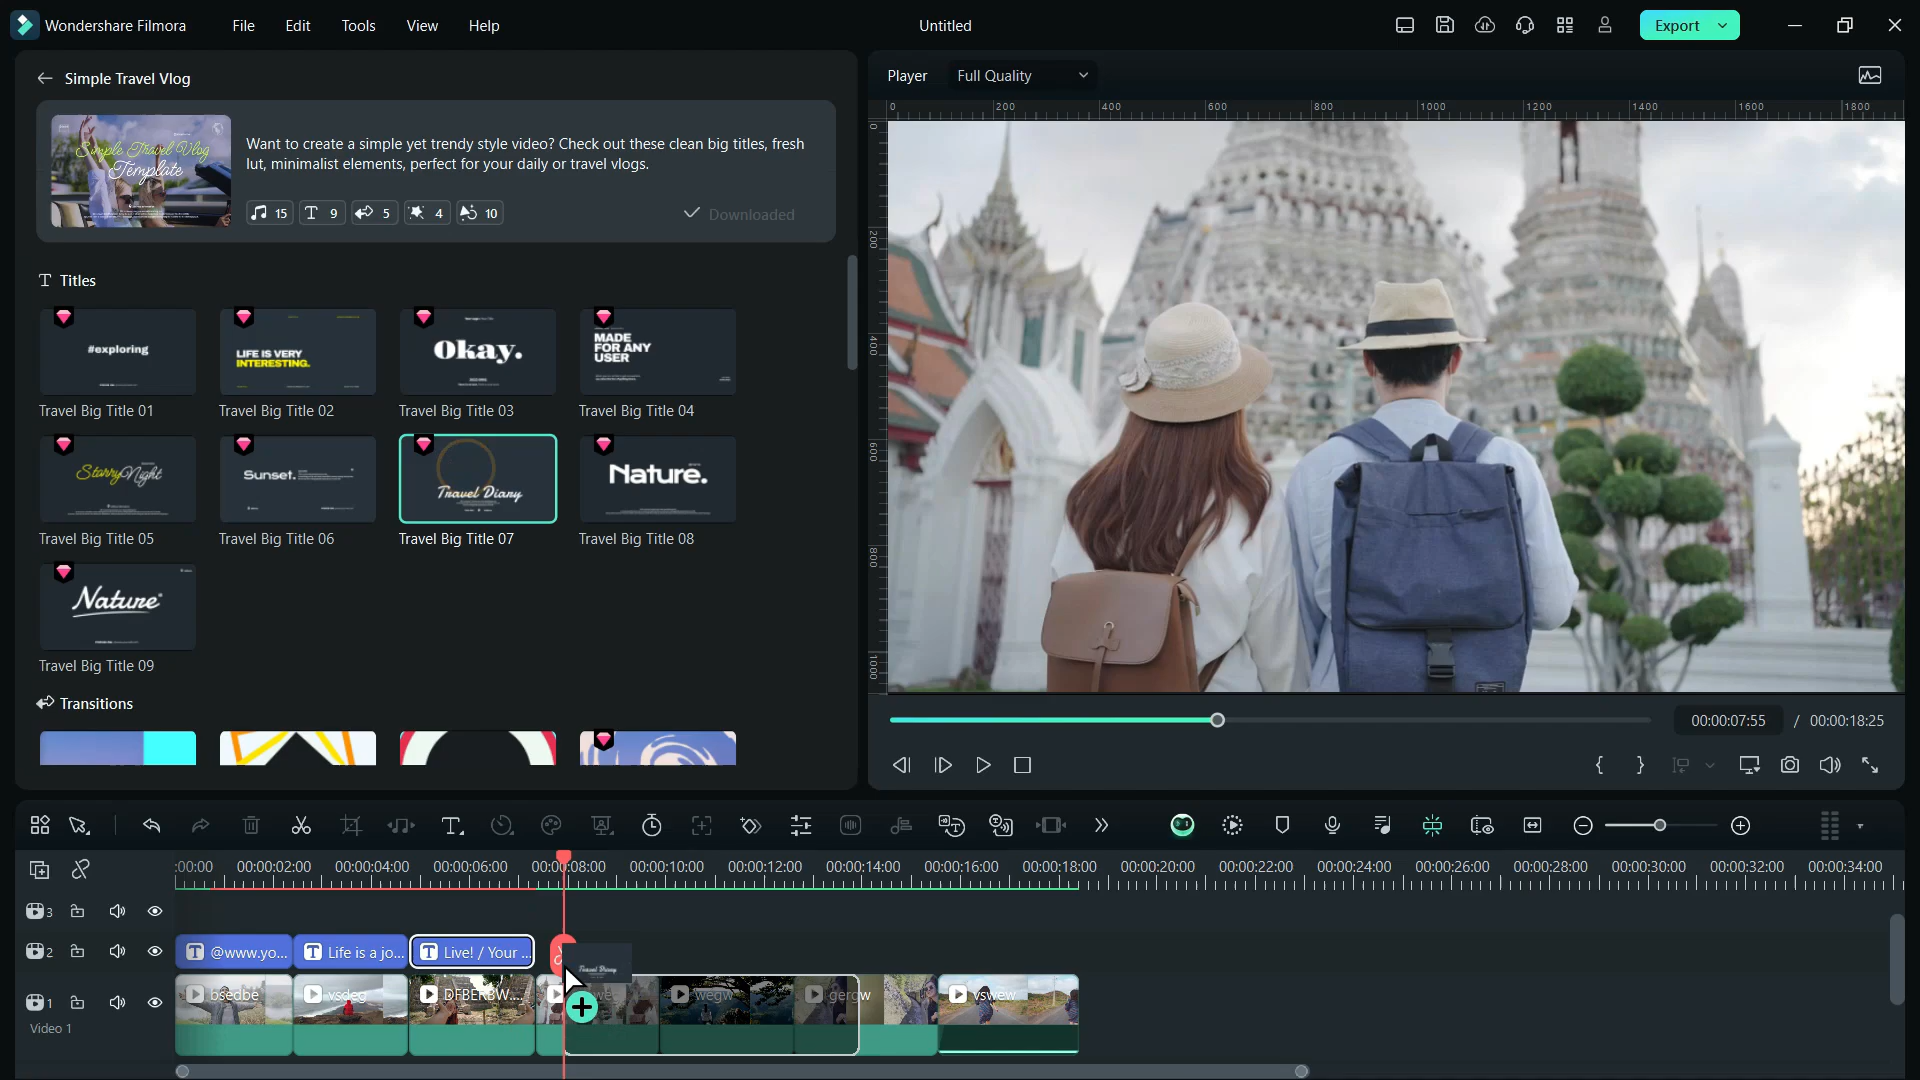 Wondershare Filmora
File
Edit
Tools
View
Help
Untitled
Export
Simple Travel Vlog
Simple Travel Vlog
Template
Want to create a simple yet trendy style video? Check out these clean big titles, fresh
lut, minimalist elements, perfect for your daily or travel vlogs.
15
9
5
4
10
Downloaded
Titles
#exploring
LIFE IS VERY
INTERESTING.
Okay.
MADE
FOR ANY
USER
Travel Big Title 01
Travel Big Title 02
Travel Big Title 03
Travel Big Title 04
Starry Night
Sunset.
Travel Diary
Nature.
Travel Big Title 05
Travel Big Title 06
Travel Big Title 07
Travel Big Title 08
Nature
Travel Big Title 09
Transitions
Player
Full Quality
0
200
400
600
800
1000
1200
1400
1600
1800
0
200
400
600
800
1000
00:00:07:55 / 00:00:18:25
:00:00
00:00:02:00
00:00:04:00
00:00:06:00
00:00:08:00
00:00:10:00
00:00:12:00
00:00:14:00
00:00:16:00
00:00:18:00
00:00:20:00
00:00:22:00
00:00:24:00
00:00:26:00
00:00:28:00
00:00:30:00
00:00:32:00
00:00:34:00
3
2
@www.yo...
Life is a jo...
Live! / Your ...
Travel Diary
1
bsedbe
vsdeg
DFBERBW....
wegw
gergw
vswew
Video 1